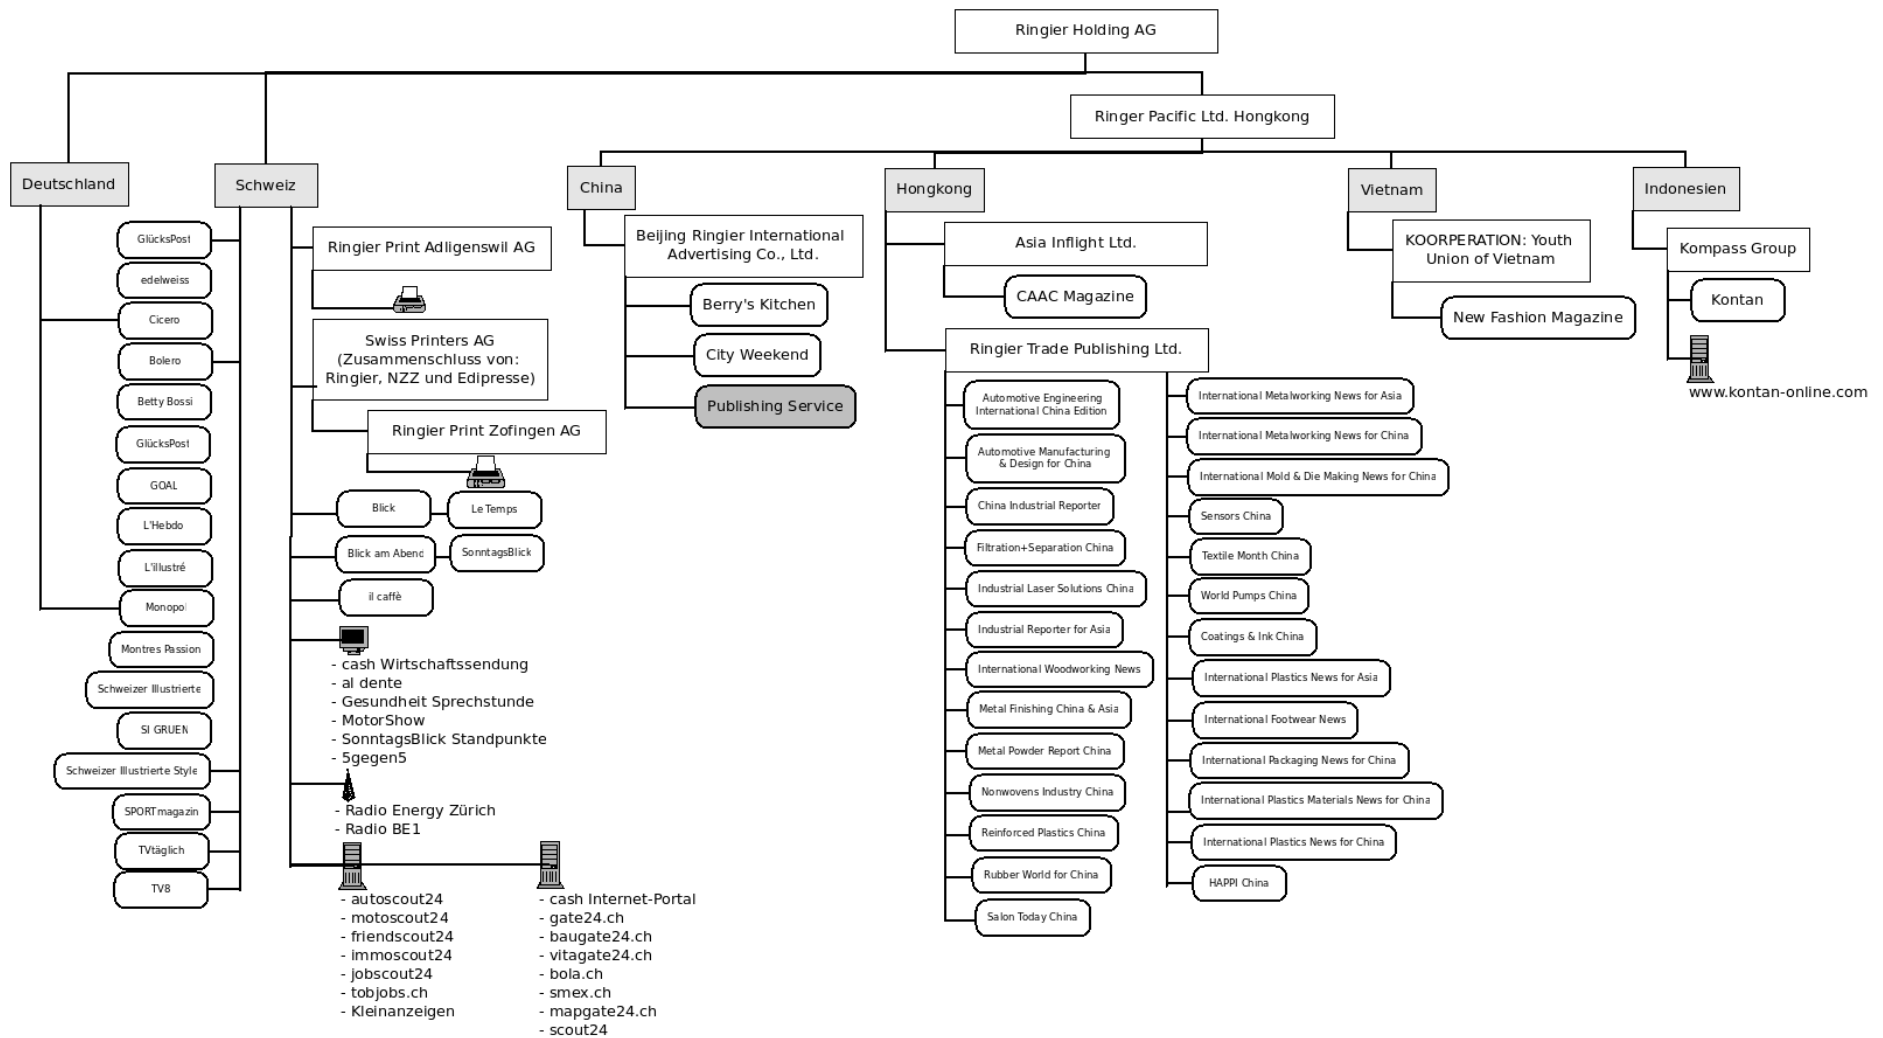 Ringier Holding AG
Ringer Pacific Ltd. Hongkong
Deutschland
Schweiz
China
Hongkong
Vietnam
Indonesien
GlücksPost
edelweiss
Cicero
Bolero
Betty Bossi
GlücksPost
GOAL
L'Hebdo
L'illustré
Monopol
Montres Passion
Schweizer Illustrierte
SI GRUEN
Schweizer Illustrierte Style
SPORTmagazin
TVtäglich
TV8
Ringier Print Adligenswil AG
Swiss Printers AG
(Zusammenschluss von:
Ringier, NZZ und Edipresse)
Ringier Print Zofingen AG
Blick
Le Temps
Blick am Abend
SonntagsBlick
il caffè
- cash Wirtschaftssendung
- al dente
- Gesundheit Sprechstunde
- MotorShow
- SonntagsBlick Standpunkte
- 5gegen5
- Radio Energy Zürich
- Radio BE1
- autoscout24
- motoscout24
- friendscout24
- immoscout24
- jobscout24
- tobjobs.ch
- Kleinanzeigen
- cash Internet-Portal
- gate24.ch
- baugate24.ch
- vitagate24.ch
- bola.ch
- smex.ch
- mapgate24.ch
- scout24
Beijing Ringier International
Advertising Co., Ltd.
Berry's Kitchen
City Weekend
Publishing Service
Asia Inflight Ltd.
CAAC Magazine
Ringier Trade Publishing Ltd.
Automotive Engineering
International China Edition
Automotive Manufacturing
& Design for China
China Industrial Reporter
Filtration+Separation China
Industrial Laser Solutions China
Industrial Reporter for Asia
International Woodworking News
Metal Finishing China & Asia
Metal Powder Report China
Nonwovens Industry China
Reinforced Plastics China
Rubber World for China
Salon Today China
International Metalworking News for Asia
International Metalworking News for China
International Mold & Die Making News for China
Sensors China
Textile Month China
World Pumps China
Coatings & Ink China
International Plastics News for Asia
International Footwear News
International Packaging News for China
International Plastics Materials News for China
International Plastics News for China
HAPPI China
KOORPERATION: Youth
Union of Vietnam
New Fashion Magazine
Kompass Group
Kontan
www.kontan-online.com